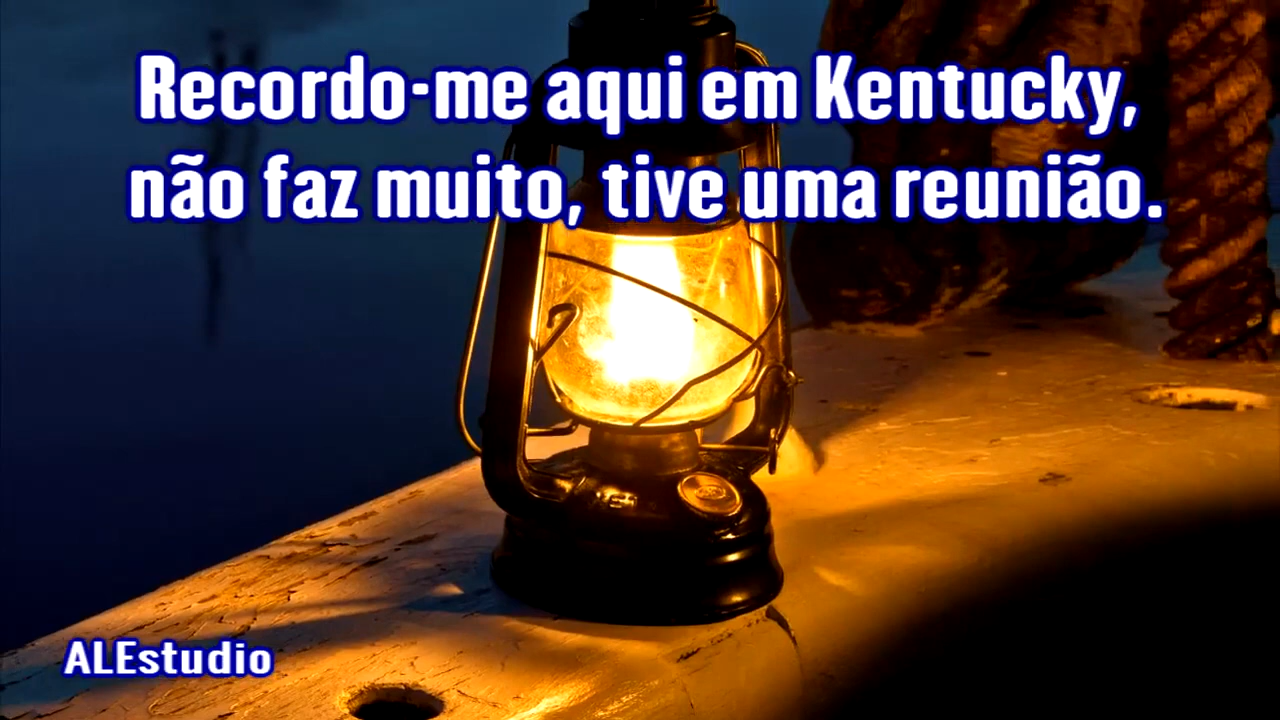 Recordo-me aqui em Kentucky,
não faz muito, tive uma reunião.
ALEstudio